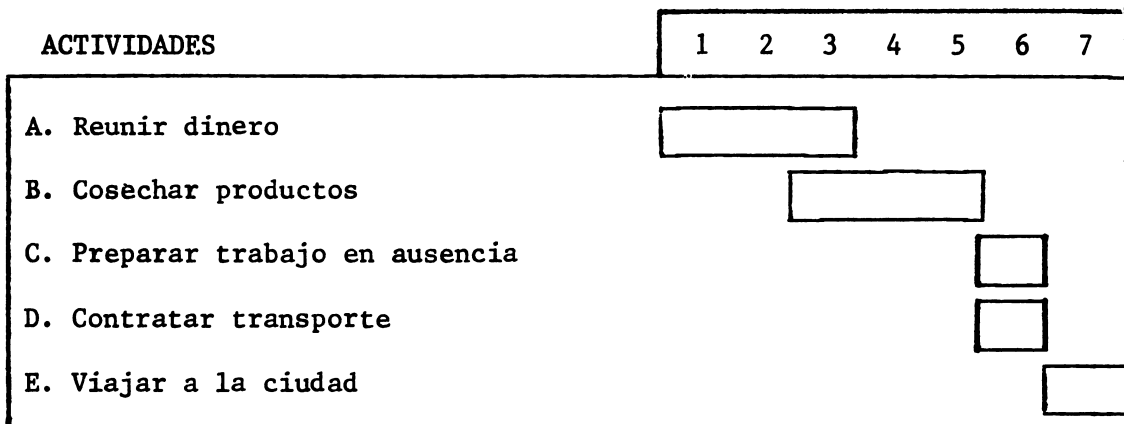 ACTIVIDADES 1 2 3 4 5 6 7
A. Reunir dinero
B. Cosechar productos
C. Preparar trabajo en ausencia
D. Contratar transporte
E. Viajar a la ciudad